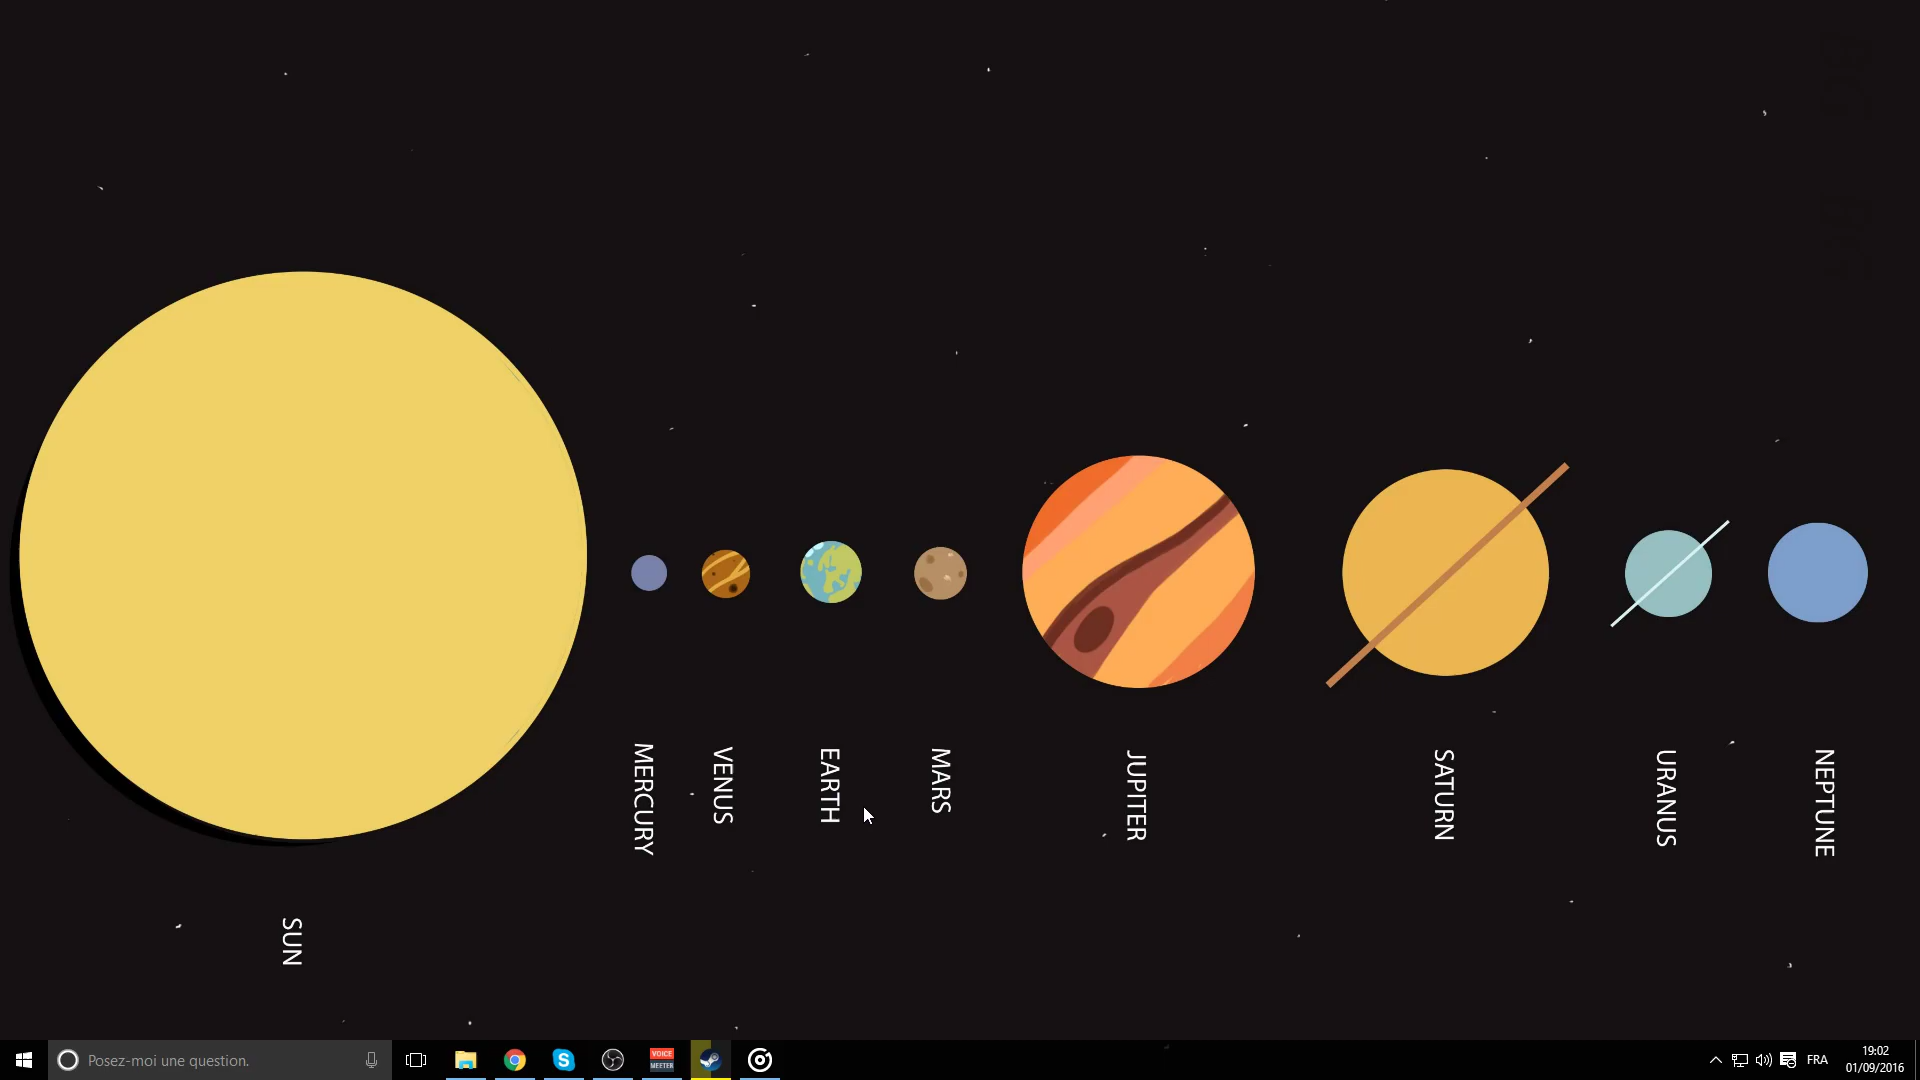 SUN
MERCURY
VENUS
EARTH
MARS
JUPITER
SATURN
URANUS
NEPTUNE
Posez-moi une question.
VOICE
MEETER
FRA
19:02
01/09/2016